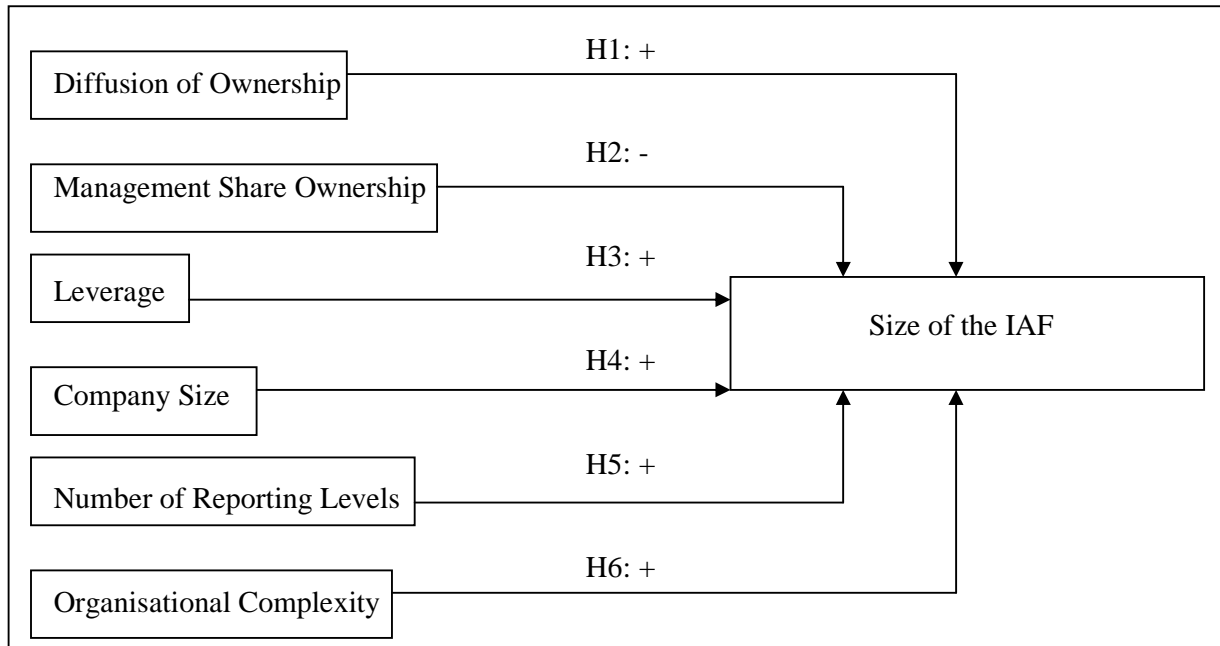 H1: +
Diffusion of Ownership
H2: -
Management Share Ownership
H3: +
Leverage
Size of the IAF
H4: +
Company Size
H5: +
Number of Reporting Levels
H6: +
Organisational Complexity